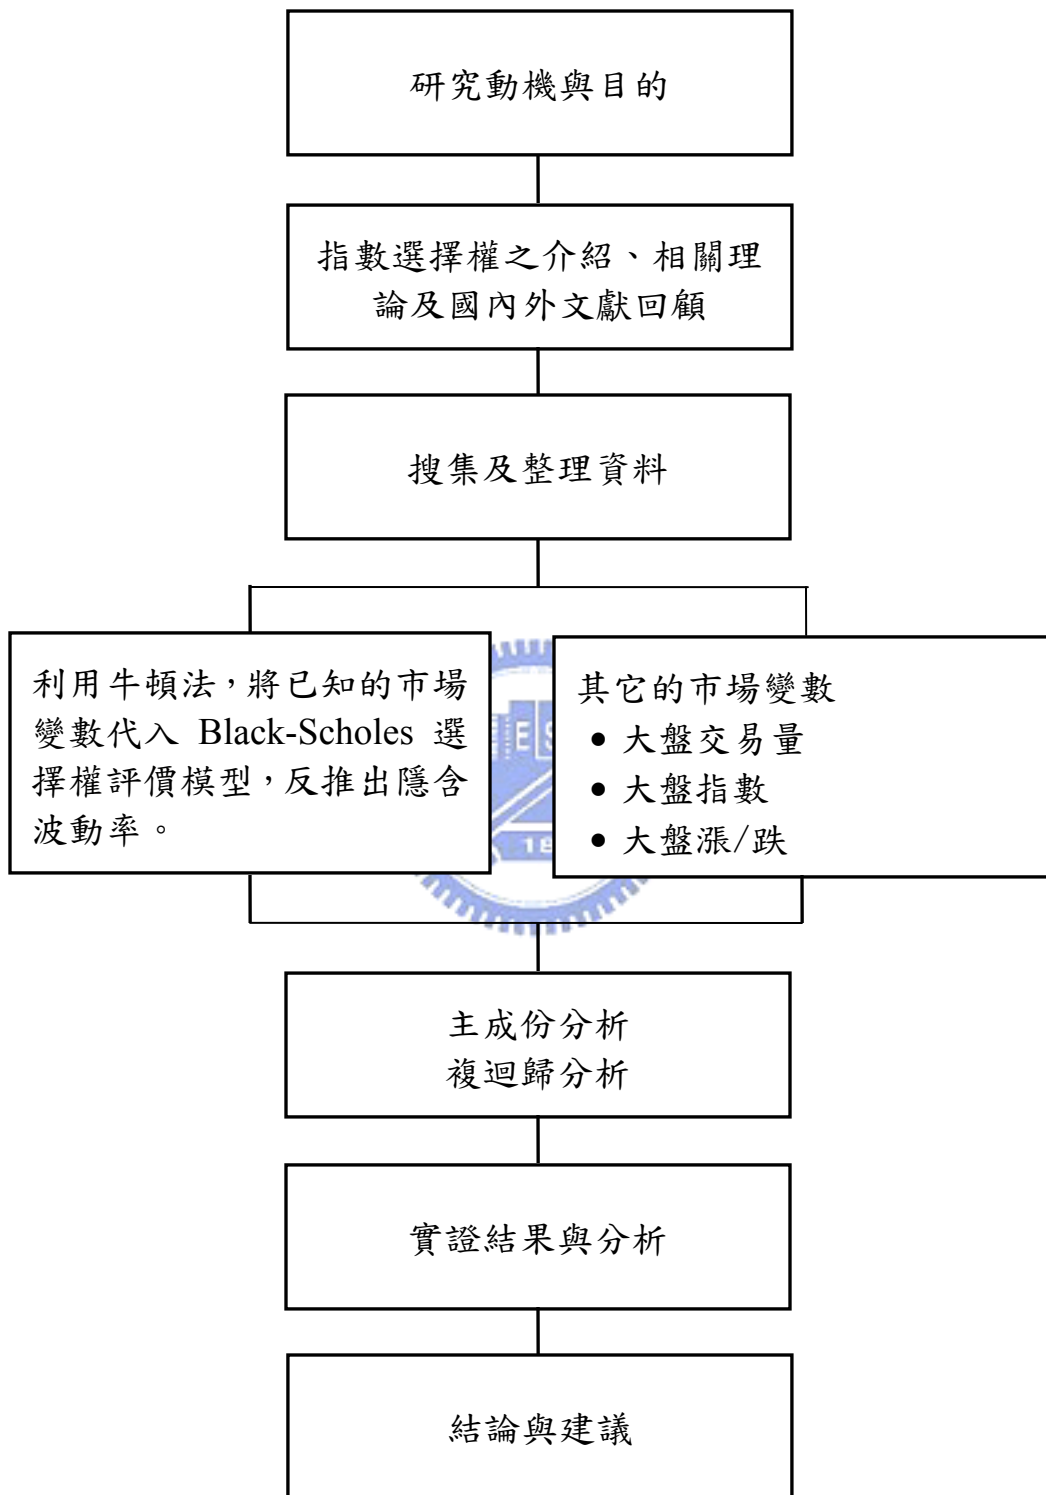 研究動機與目的
指數選擇權之介紹、相關理
論及國內外文獻回顧
搜集及整理資料
利用牛頓法，將已知的市場
變數代入 Black-Scholes 選
擇權評價模型，反推出隱含
波動率。
其它的市場變數
• 大盤交易量
• 大盤指數
• 大盤漲/跌
主成份分析
複迴歸分析
實證結果與分析
結論與建議